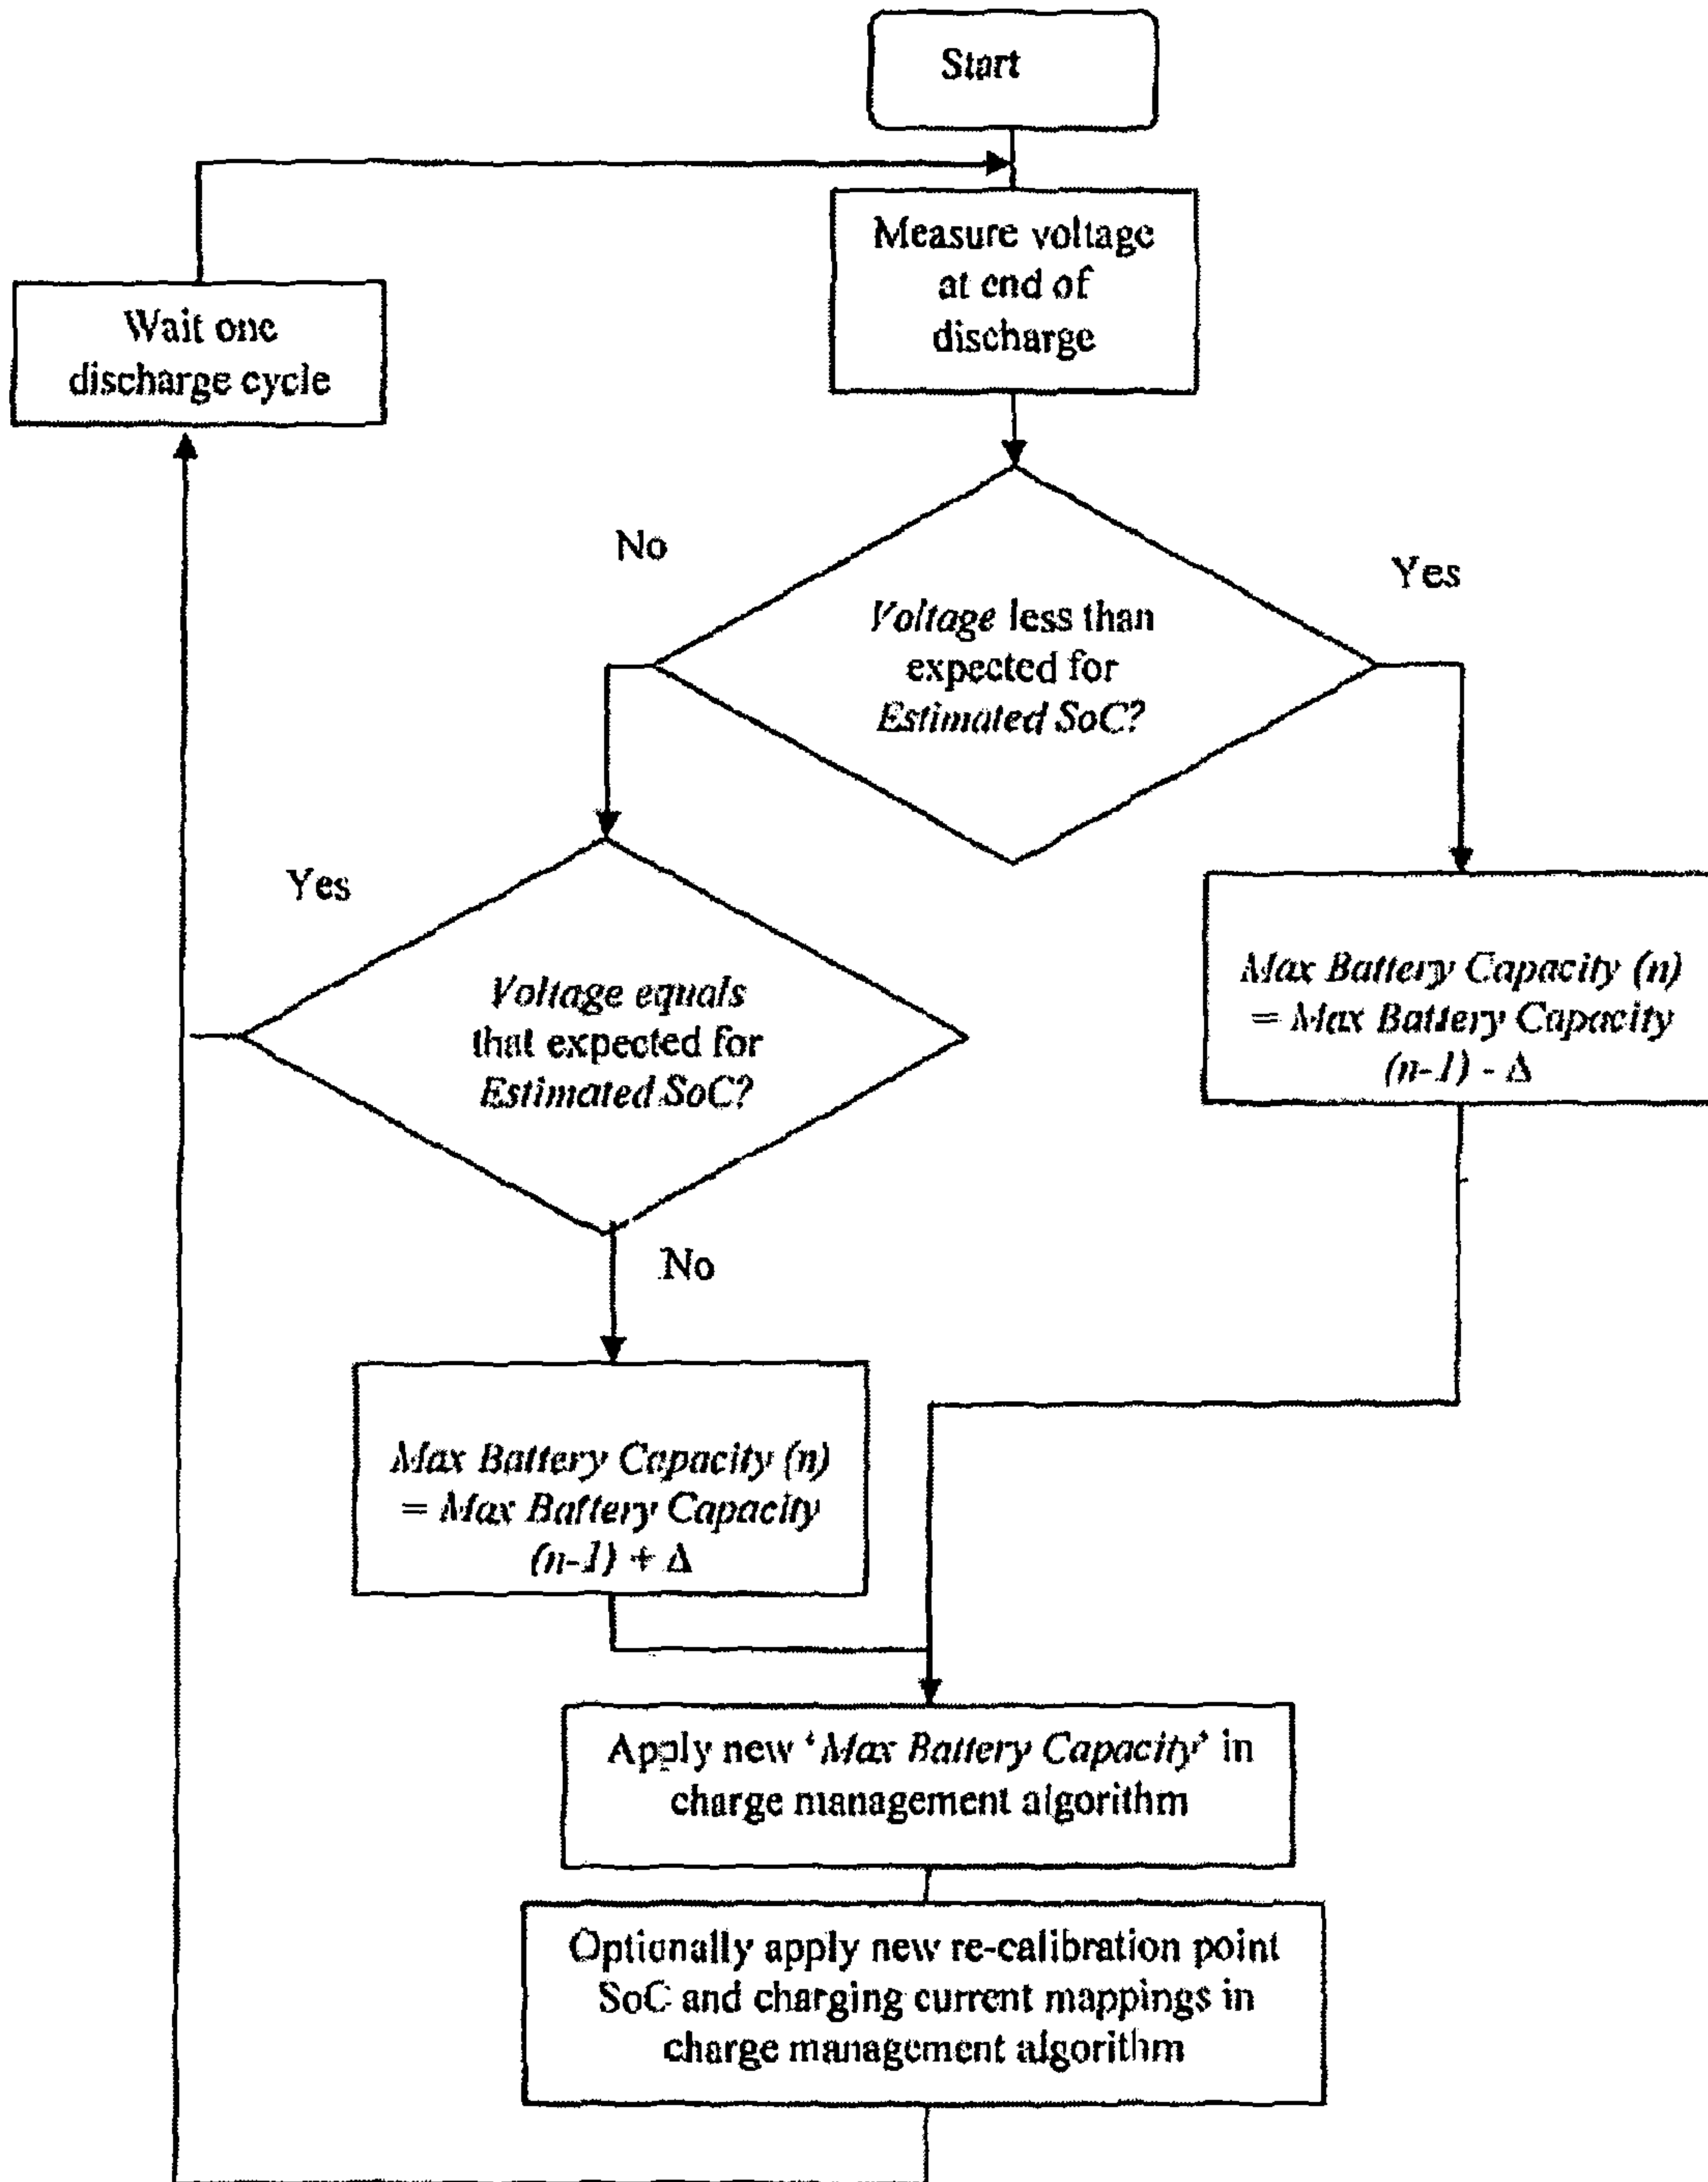 Start
Measure voltage
at end of
discharge
Wait one
discharge cycle
No
Yes
Voltage less than
expected for
Estimated SoC?
Yes
Voltage equals
that expected for
Estimated SoC?
Max Battery Capacity (n)
= Max Battery Capacity
(n-1) - Δ
No
Max Battery Capacity (n)
= Max Battery Capacity
(n-1) + Δ
Apply new ‘Max Battery Capacity’ in
charge management algorithm
Optionally apply new re-calibration point
SoC and charging current mappings in
charge management algorithm